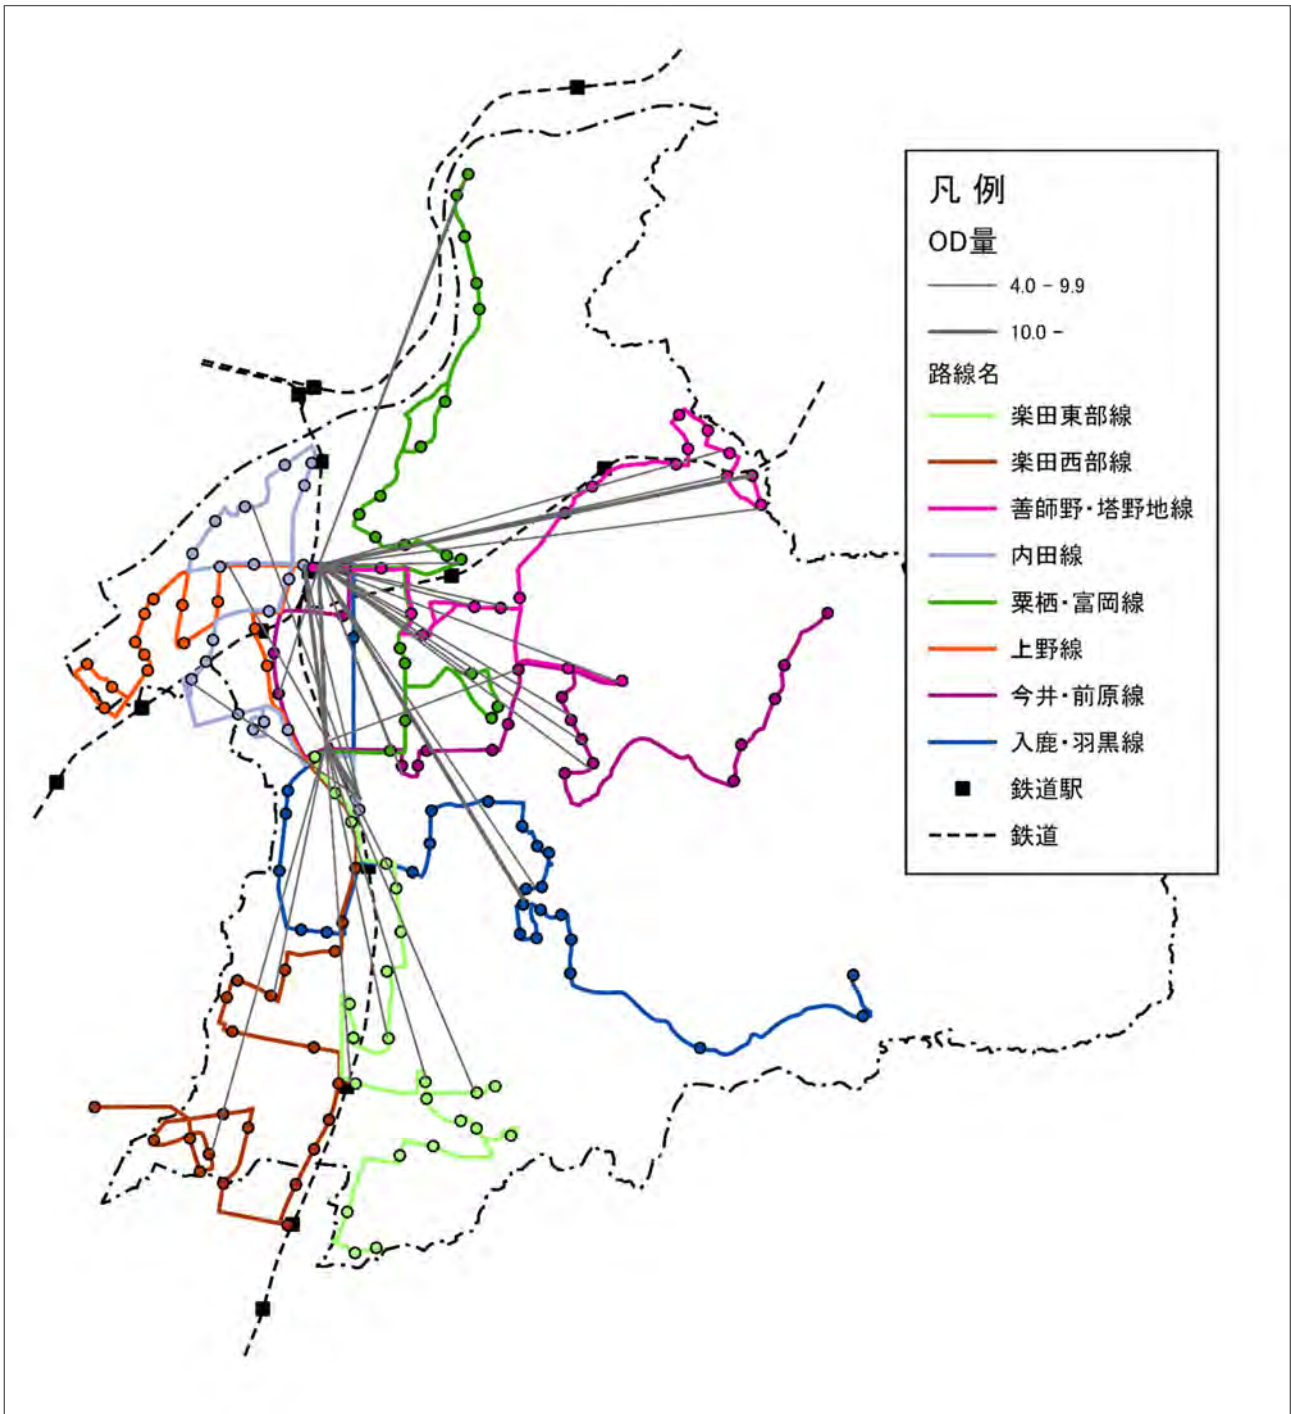 凡 例
OD量
4.0 - 9.9
10.0 -
路線名
楽田東部線
楽田西部線
善師野・塔野地線
内田線
栗栖・富岡線
上野線
今井・前原線
入鹿・羽黒線
鉄道駅
鉄道